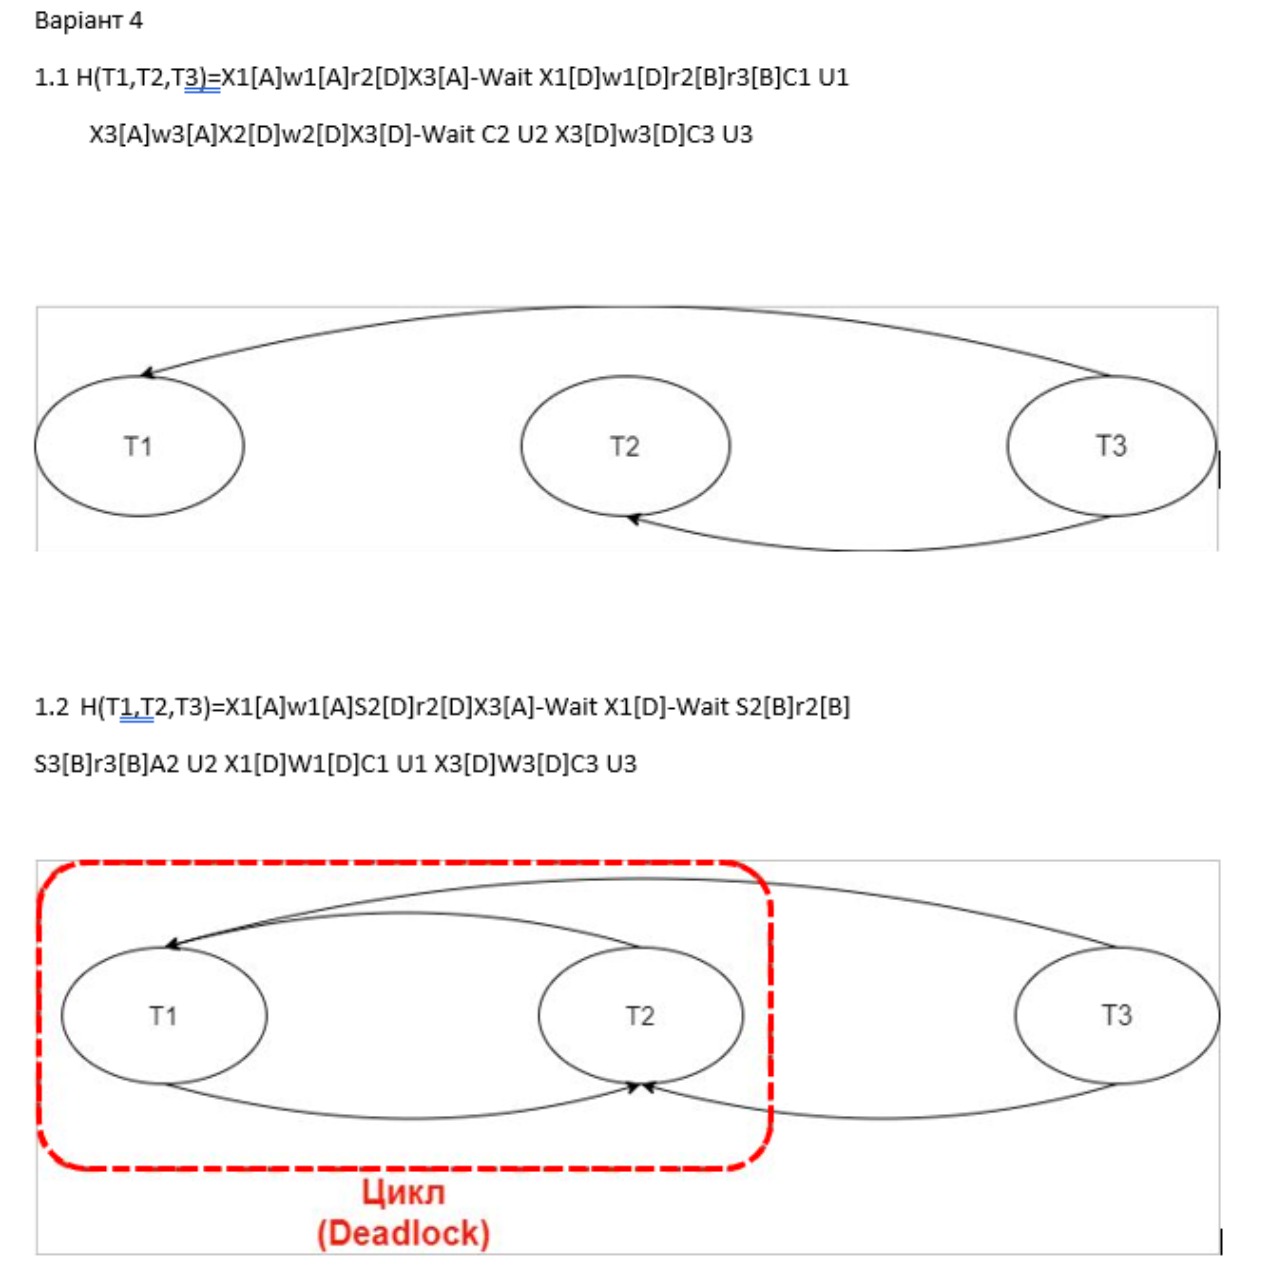 Варіант 4
1.1 H(T1,T2,T3)=X1[A]w1[A]r2[D]X3[A]-Wait X1[D]w1[D]r2[B]r3[B]C1 U1
X3[A]w3[A]X2[D]w2[D]X3[D]-Wait C2 U2 X3[D]w3[D]C3 U3
T1 T2 T3
1.2 H(T1,T2,T3)=X1[A]w1[A]S2[D]r2[D]X3[A]-Wait X1[D]-Wait S2[B]r2[B]
S3[B]r3[B]A2 U2 X1[D]W1[D]C1 U1 X3[D]W3[D]C3 U3
T1 T2 T3
Цикл
(Deadlock)